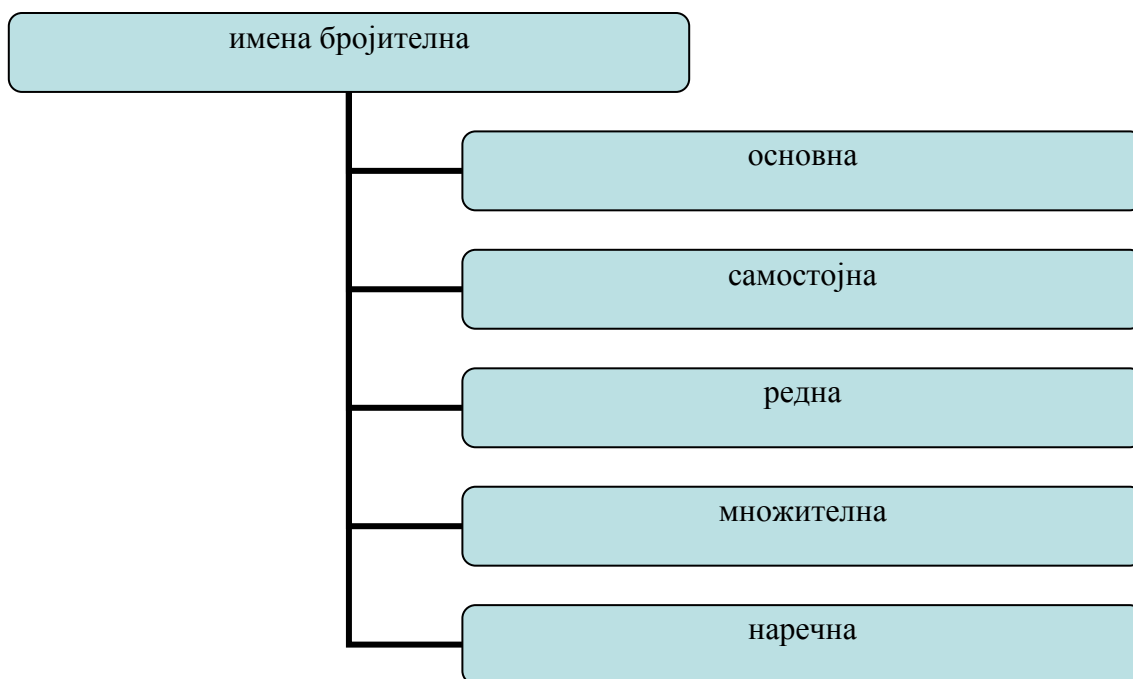 имена бројителна
основна
самостојна
редна
множителна
наречна